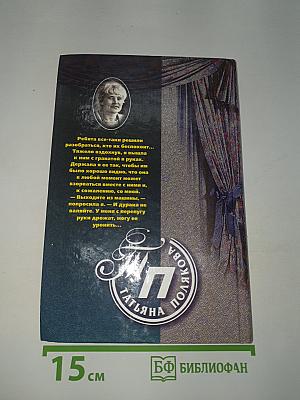 Ребята все-таки решили
разобраться, кто их беспокоит...
Тяжело вздохнув, я вышла
к ним с гранатой в руках.
Держала я ее так, чтобы им
было хорошо видно, что она
в любой момент может
взорваться вместе с ними и,
к сожалению, со мной.
— Выходите из машины, —
попросила я. — И дурака не
валяйте. У меня с перепугу
руки дрожат, могу ее
уронить...
ТП
ТАТЬЯНА ПОЛЯКОВА
15 см
БФ БИБЛИОФАН